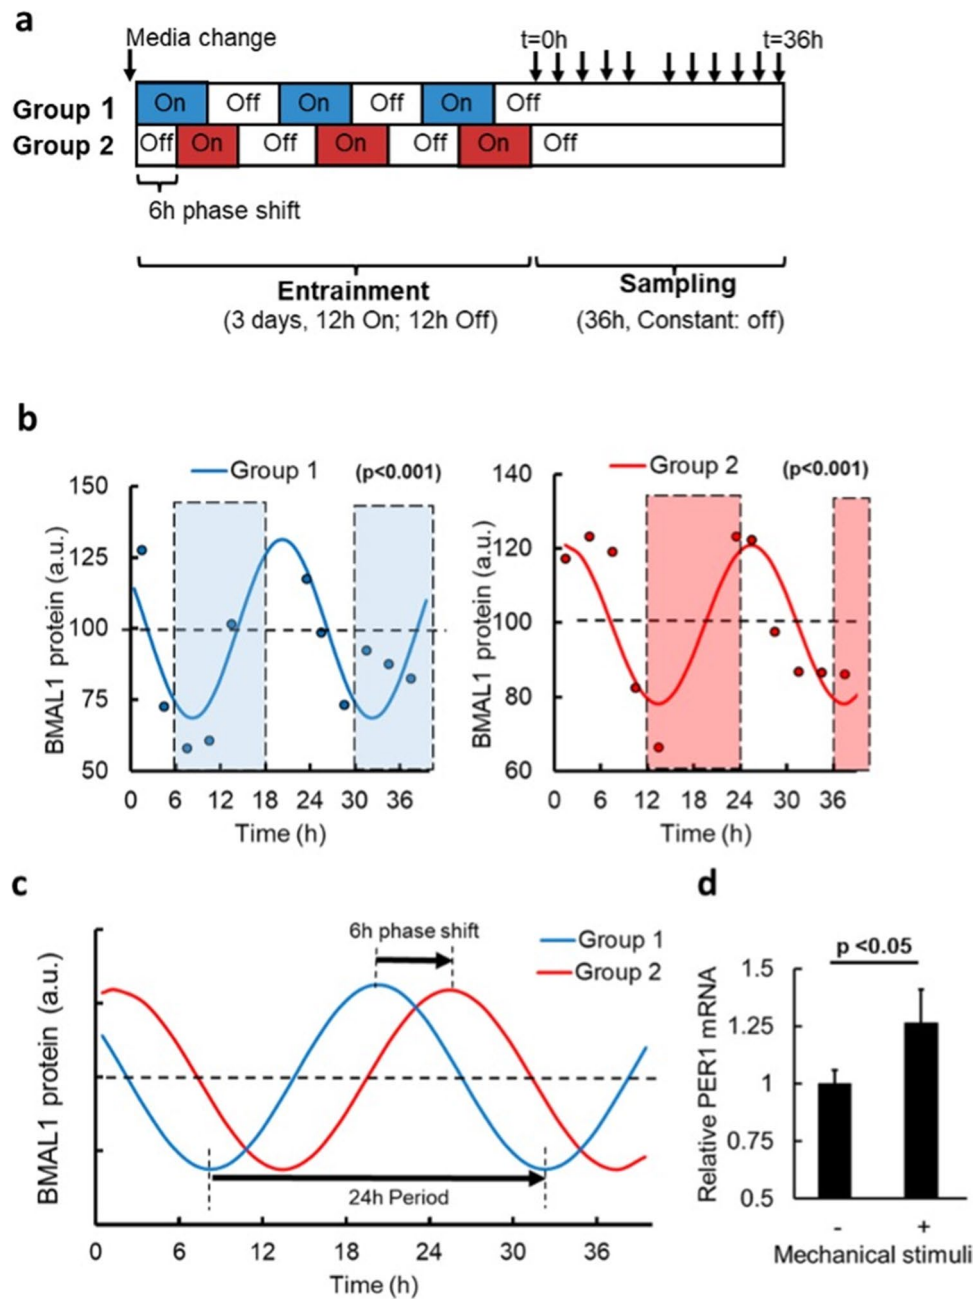 a
Media change
t=0h
t=36h
Group 1
On
Off
On
Off
On
Off
Group 2
Off
On
Off
On
Off
On
Off
6h phase shift
Entrainment
Sampling
(3 days, 12h On; 12h Off)
(36h, Constant: off)
b
Group 1
(p<0.001)
BMAL1 protein (a.u.)
150
125
100
75
50
0 6 12 18 24 30 36
Time (h)
Group 2
(p<0.001)
BMAL1 protein (a.u.)
140
120
100
80
60
0 6 12 18 24 30 36
Time (h)
c
6h phase shift
Group 1
Group 2
BMAL1 protein (a.u.)
24h Period
0 6 12 18 24 30 36
Time (h)
d
p <0.05
Relative PER1 mRNA
1.5
1.25
1
0.75
0.5
- +
Mechanical stimuli